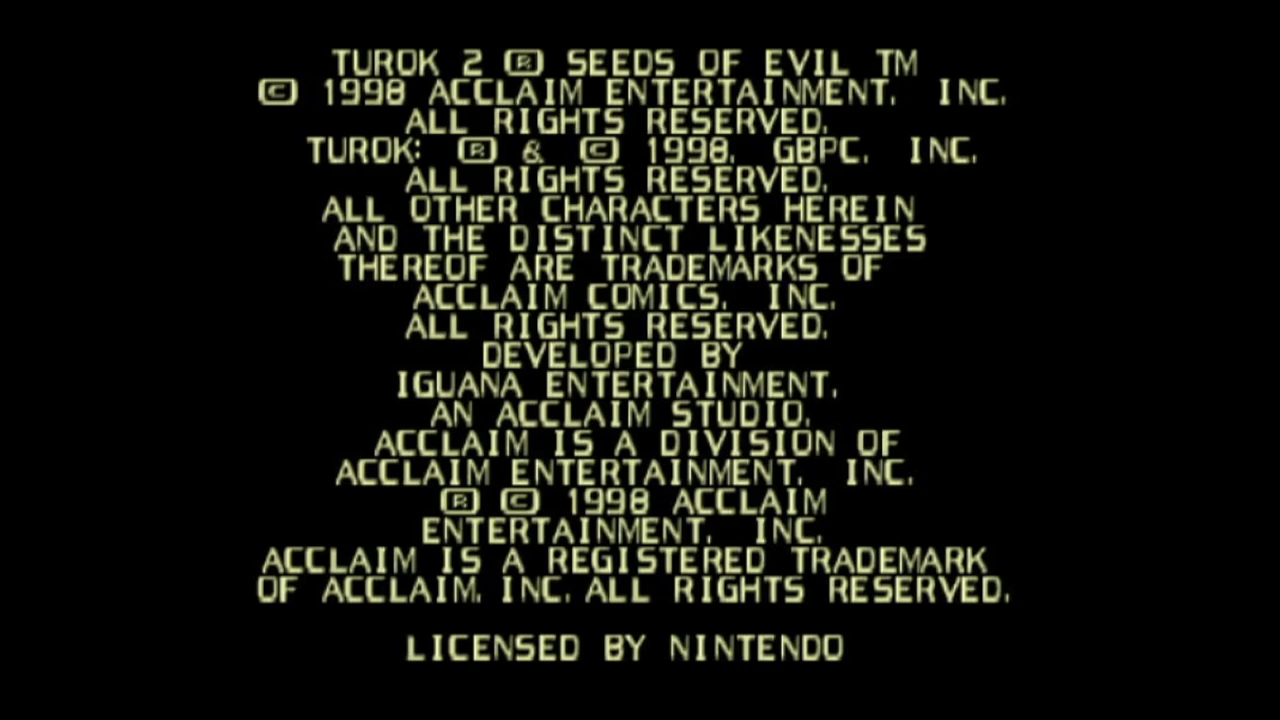 TUROK 2 ® SEEDS OF EVIL TM
© 1998 ACCLAIM ENTERTAINMENT, INC.
ALL RIGHTS RESERVED.
TUROK: ® & © 1998, GBPC, INC.
ALL RIGHTS RESERVED.
ALL OTHER CHARACTERS HEREIN
AND THE DISTINCT LIKENESSES
THEREOF ARE TRADEMARKS OF
ACCLAIM COMICS, INC.
ALL RIGHTS RESERVED.
DEVELOPED BY
IGUANA ENTERTAINMENT,
AN ACCLAIM STUDIO.
ACCLAIM IS A DIVISION OF
ACCLAIM ENTERTAINMENT, INC.
® © 1998 ACCLAIM
ENTERTAINMENT, INC.
ACCLAIM IS A REGISTERED TRADEMARK
OF ACCLAIM, INC. ALL RIGHTS RESERVED.
LICENSED BY NINTENDO